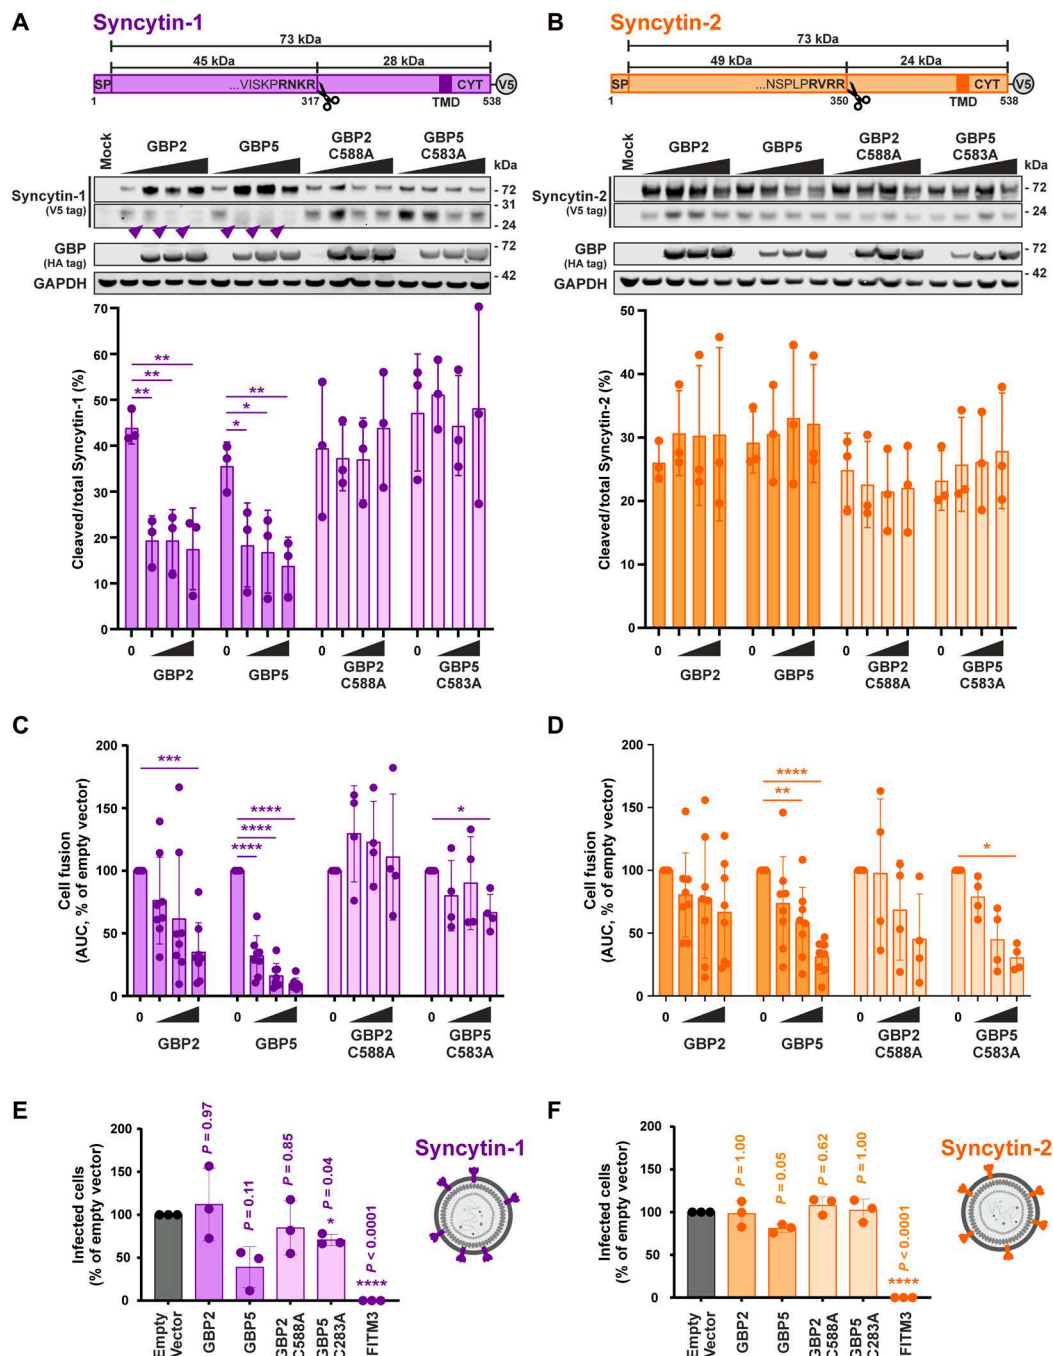 A
Syncytin-1
73 kDa
45 kDa
28 kDa
SP
...VISKPRNKR
CYT
V5
1
317
TMD
538
Mock
GBP2
GBP5
GBP2
C588A
GBP5
C583A
kDa
Syncytin-1
(V5 tag)
- 72
- 31
- 24
GBP
(HA tag)
- 72
GAPDH
- 42
Cleaved/total Syncytin-1 (%)
70
60
50
40
30
20
10
0
**
**
**
**
*
*
0
GBP2
0
GBP5
0
GBP2
C588A
0
GBP5
C583A
B
Syncytin-2
73 kDa
49 kDa
24 kDa
SP
...NSPLPRVRR
CYT
V5
1
350
TMD
538
Mock
GBP2
GBP5
GBP2
C588A
GBP5
C583A
kDa
Syncytin-2
(V5 tag)
- 72
- 24
GBP
(HA tag)
- 72
GAPDH
- 42
Cleaved/total Syncytin-2 (%)
50
40
30
20
10
0
0
GBP2
0
GBP5
0
GBP2
C588A
0
GBP5
C583A
C
Cell fusion
(AUC, % of empty vector)
200
150
100
50
0
***
****
****
****
*
0
GBP2
0
GBP5
0
GBP2
C588A
0
GBP5
C583A
D
Cell fusion
(AUC, % of empty vector)
200
150
100
50
0
****
**
*
0
GBP2
0
GBP5
0
GBP2
C588A
0
GBP5
C583A
E
Infected cells
(% of empty vector)
200
150
100
50
0
P = 0.97
P = 0.11
P = 0.85
P = 0.04
*
P < 0.0001
****
Empty
Vector
GBP2
GBP5
GBP2
C588A
GBP5
C283A
IFITM3
Syncytin-1
F
Infected cells
(% of empty vector)
200
150
100
50
0
P = 1.00
P = 0.05
P = 0.62
P = 1.00
P < 0.0001
****
Empty
Vector
GBP2
GBP5
GBP2
C588A
GBP5
C283A
IFITM3
Syncytin-2